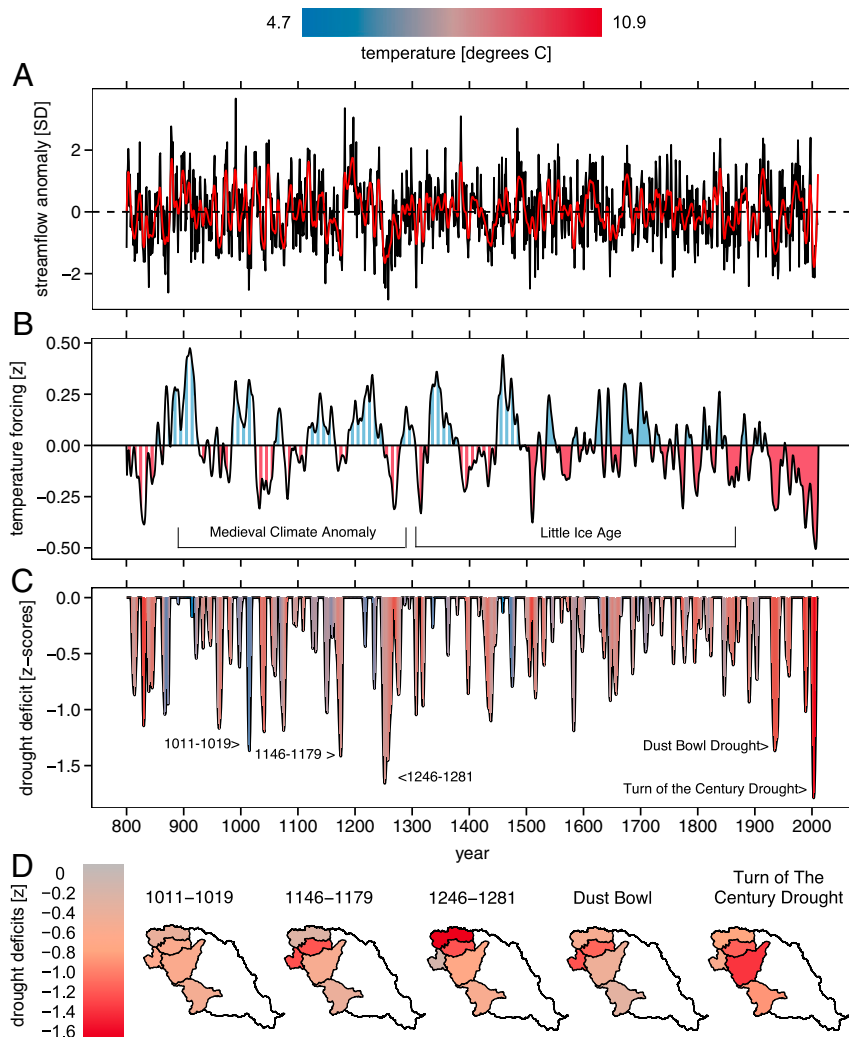 4.7
10.9
temperature [degrees C]
A
streamflow anomaly [SD]
2
0
−2
B
temperature forcing [z]
0.50
0.25
0.00
−0.25
−0.50
Medieval Climate Anomaly
Little Ice Age
C
drought deficit [z−scores]
0.0
−0.5
−1.0
−1.5
1011-1019>
1146-1179 >
<1246-1281
Dust Bowl Drought>
Turn of the Century Drought>
800 900 1000 1100 1200 1300 1400 1500 1600 1700 1800 1900 2000
year
D
drought deficits [z]
0
−0.2
−0.4
−0.6
−0.8
−1.0
−1.2
−1.4
−1.6
1011−1019
1146−1179
1246−1281
Dust Bowl
Turn of The
Century Drought